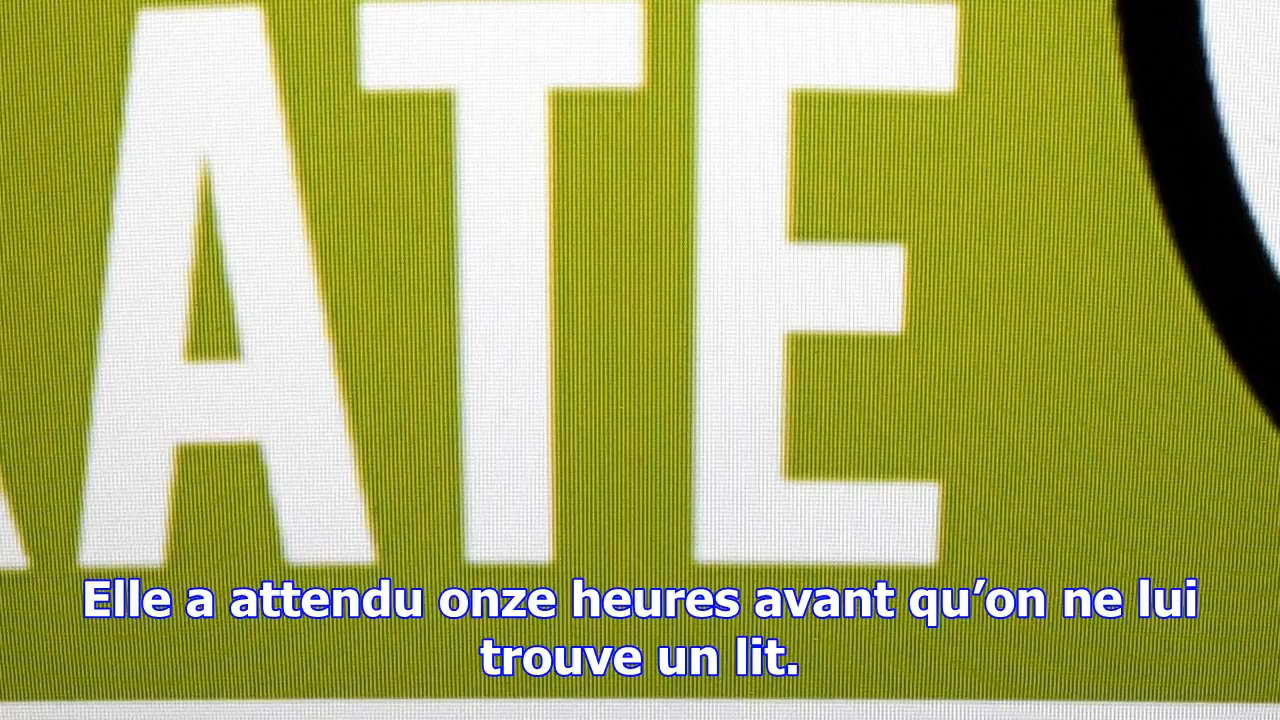 ATE
Elle a attendu onze heures avant qu’on ne lui
trouve un lit.